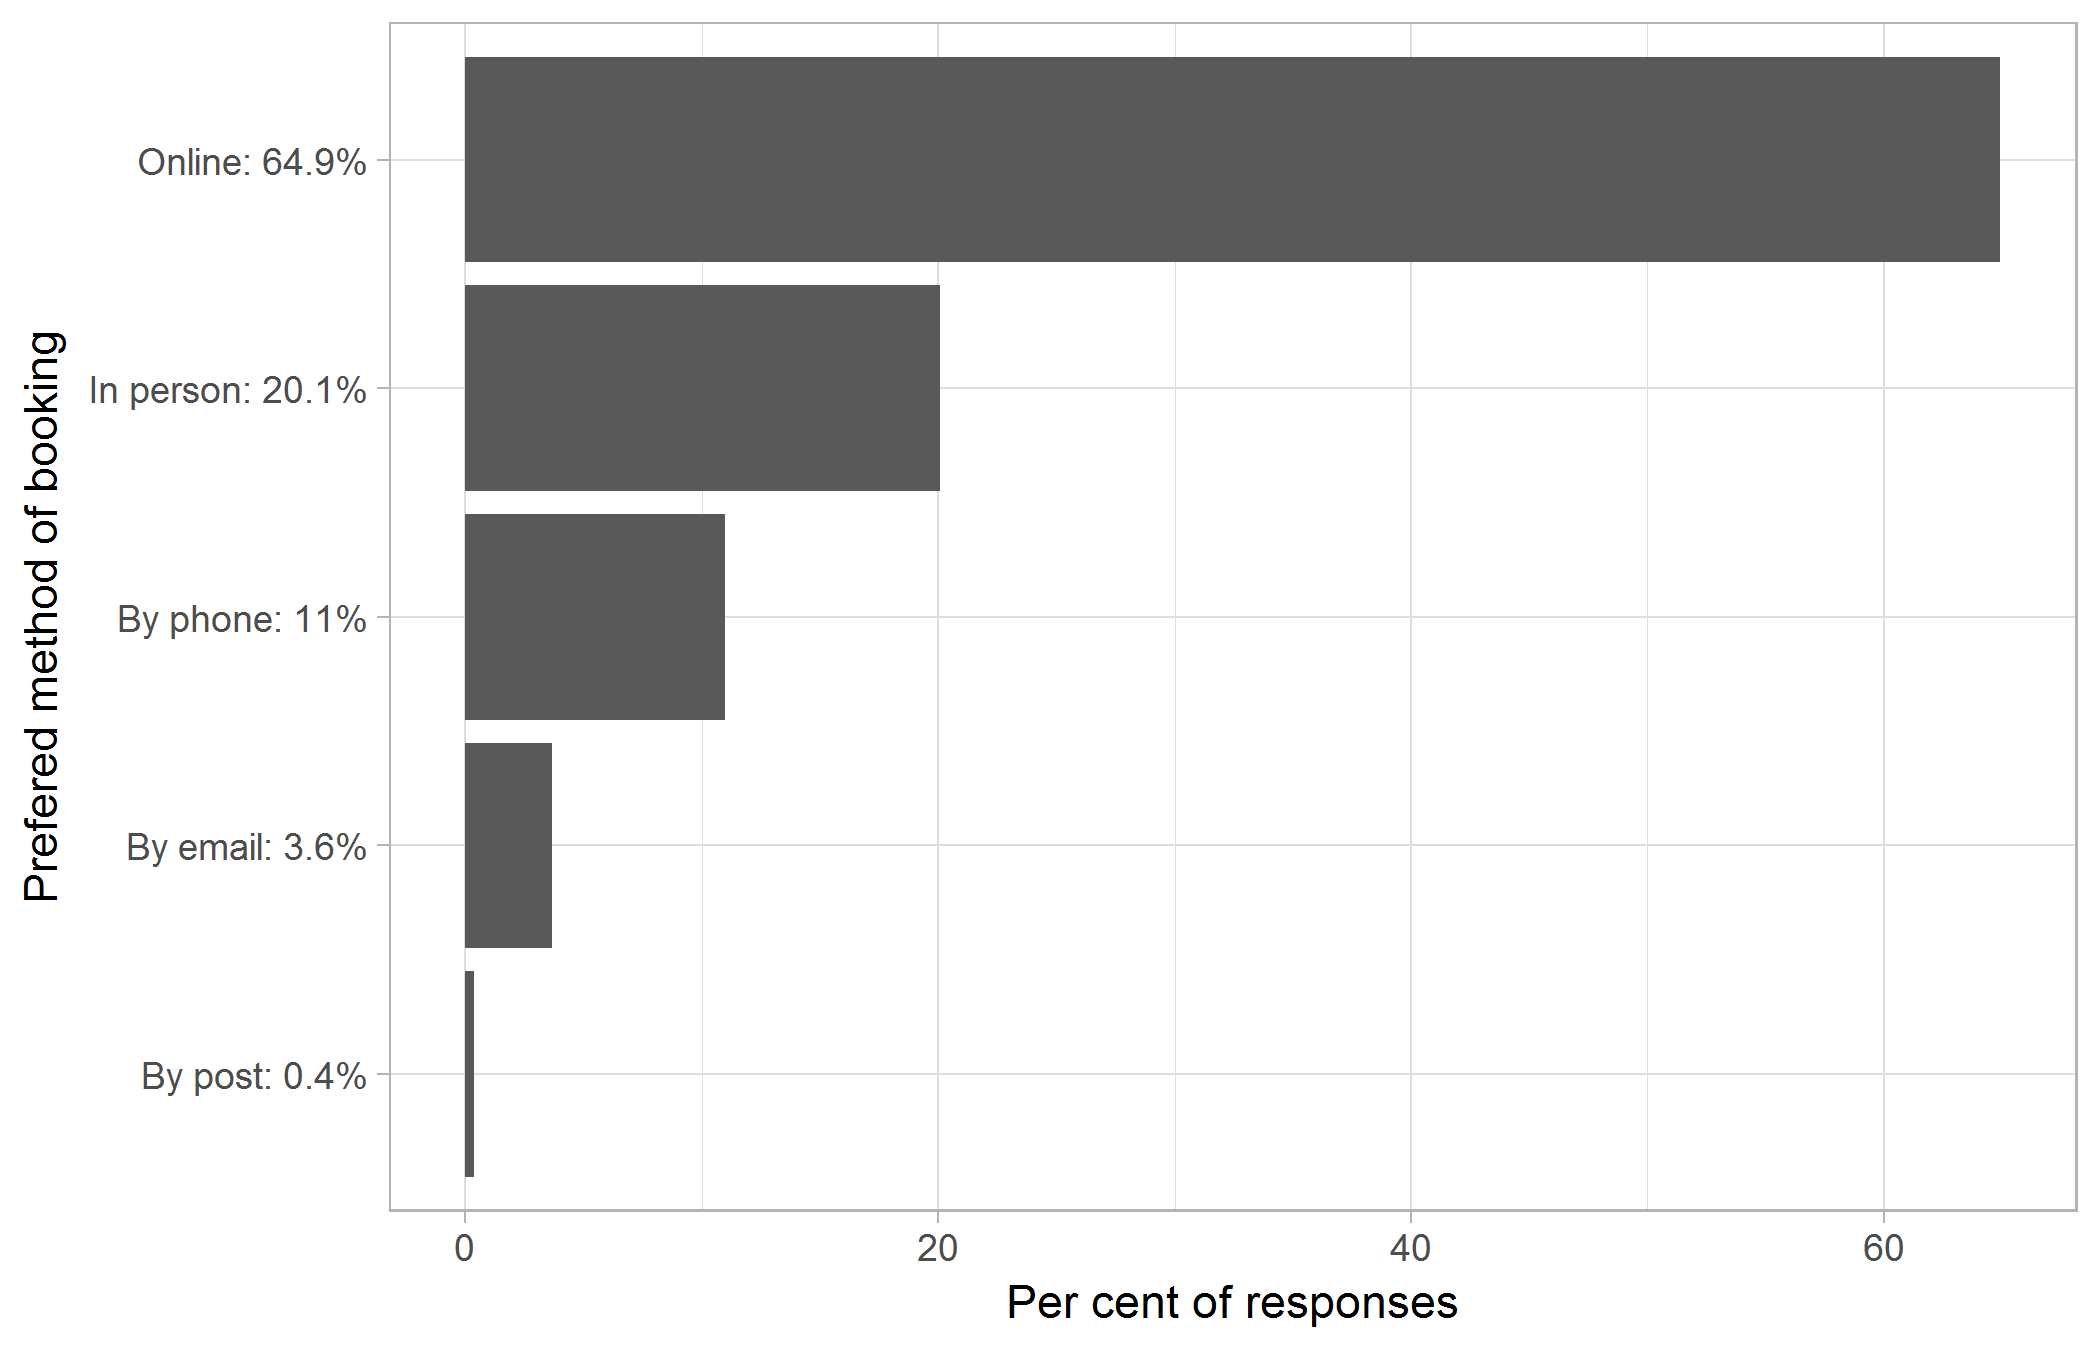 Prefered method of booking
Online: 64.9%
In person: 20.1%
By phone: 11%
By email: 3.6%
By post: 0.4%
0 20 40 60
Per cent of responses